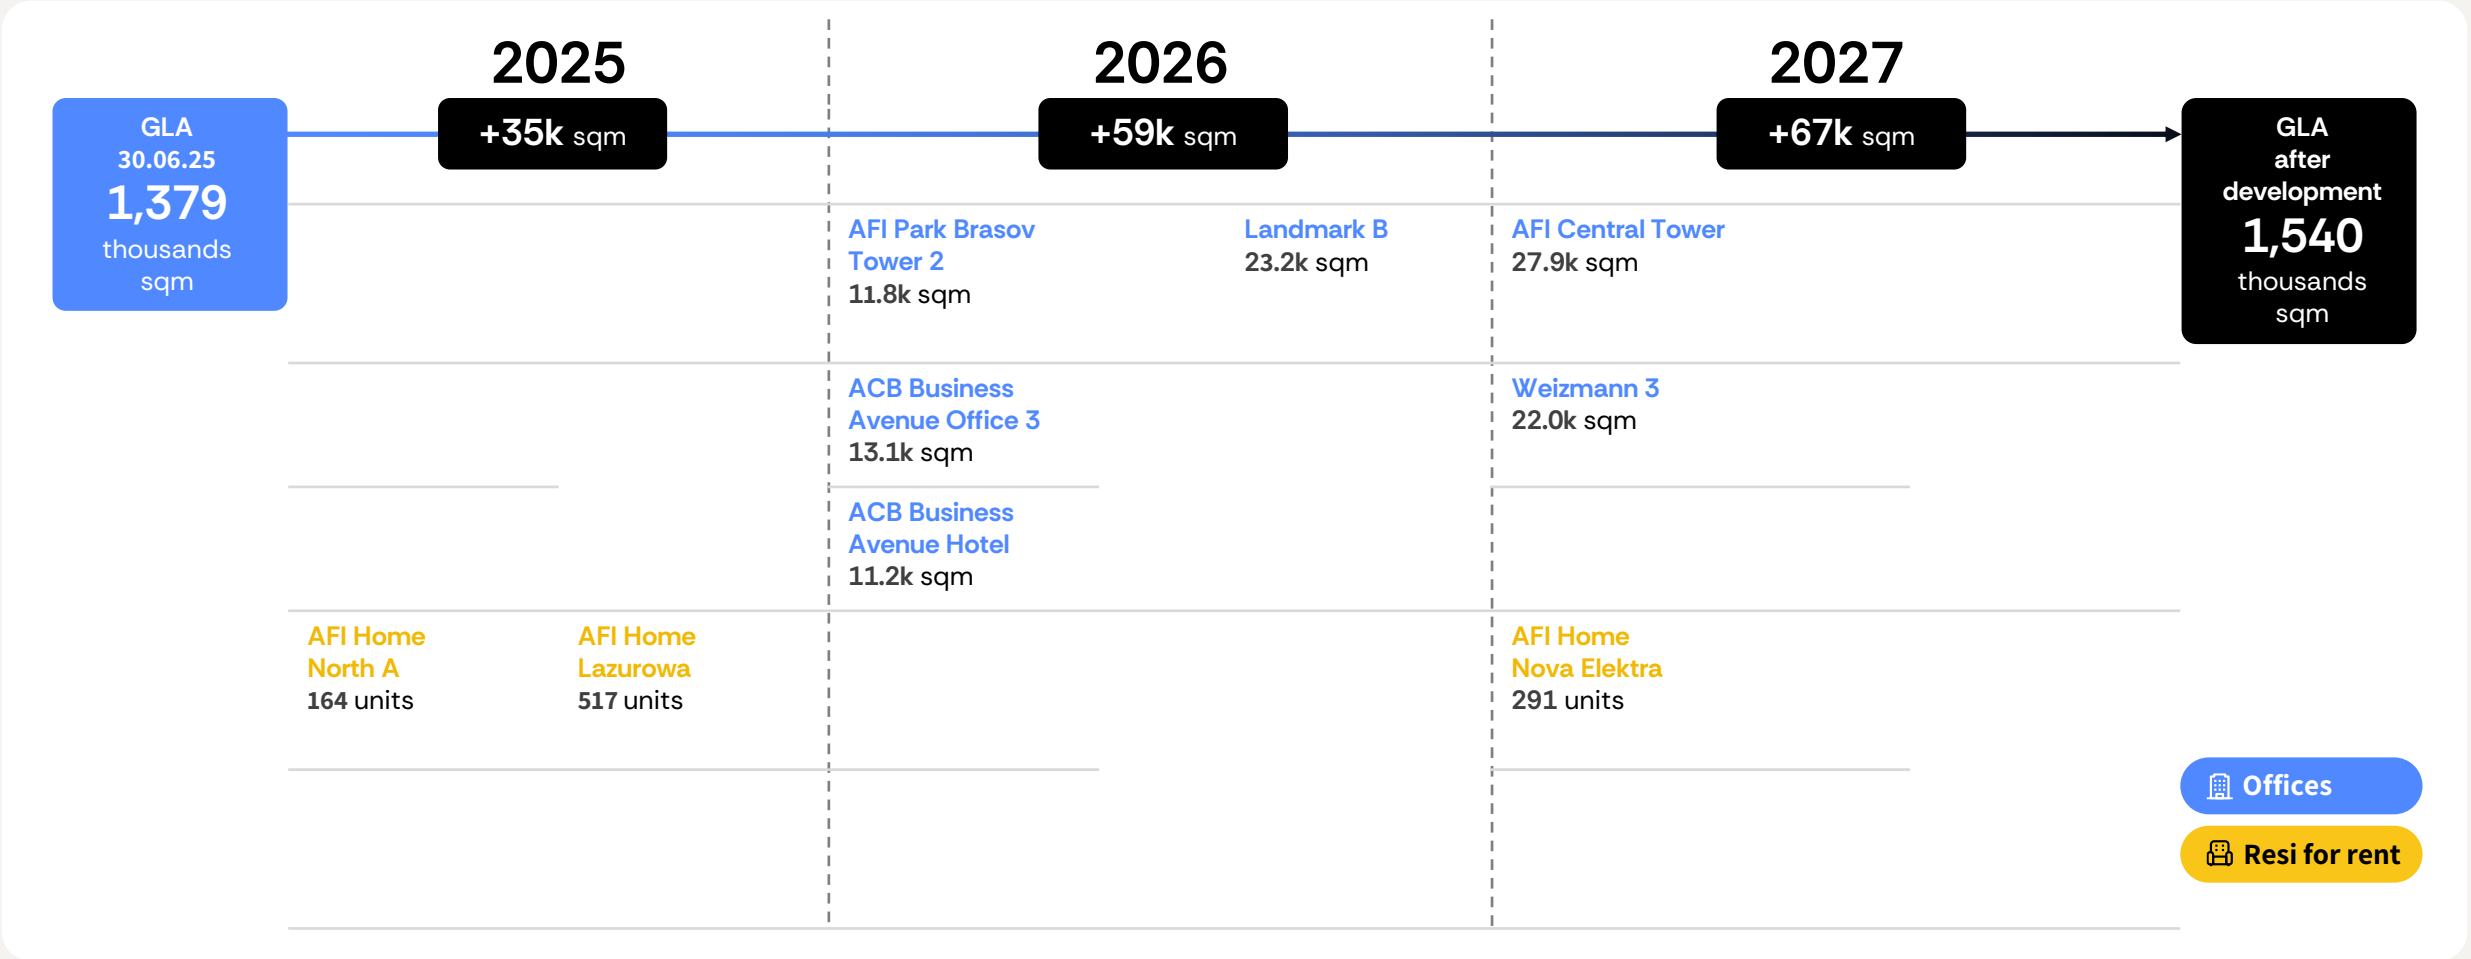 2025
2026
2027
GLA
30.06.25
1,379
thousands
sqm
+35k sqm
+59k sqm
+67k sqm
GLA
after
development
1,540
thousands
sqm
AFI Park Brasov
Tower 2
11.8k sqm
Landmark B
23.2k sqm
AFI Central Tower
27.9k sqm
ACB Business
Avenue Office 3
13.1k sqm
Weizmann 3
22.0k sqm
ACB Business
Avenue Hotel
11.2k sqm
AFI Home
North A
164 units
AFI Home
Lazurowa
517 units
AFI Home
Nova Elektra
291 units
Offices
Resi for rent